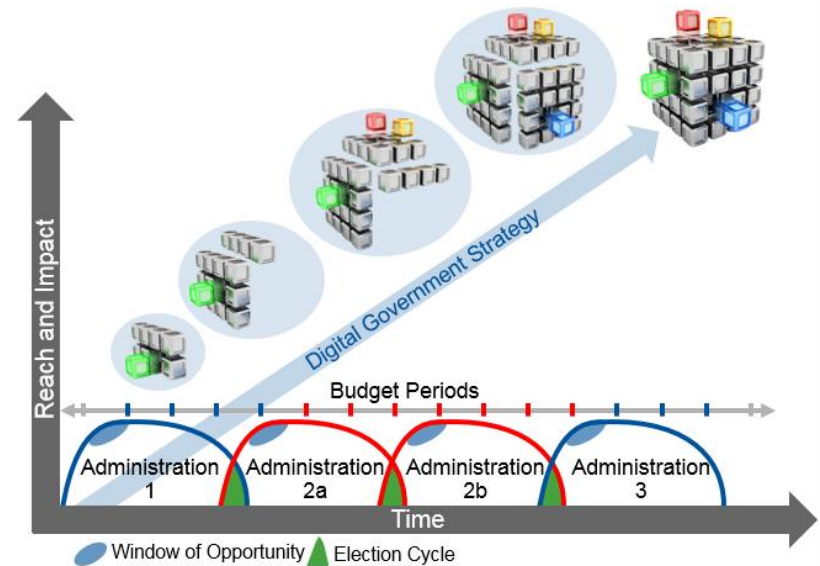 Reach and Impact
Digital Government Strategy
Budget Periods
Administration
1
Administration
2a
Administration
2b
Administration
3
Time
Window of Opportunity
Election Cycle